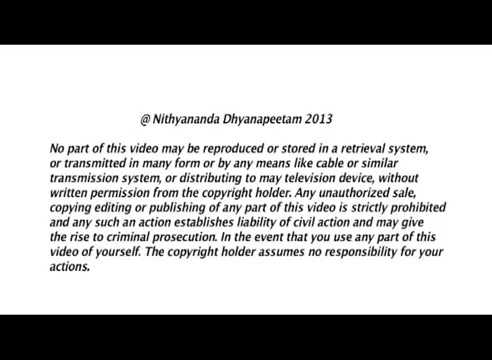 @ Nithyananda Dhyanapeetam 2013
No part of this video may be reproduced or stored in a retrieval system,
or transmitted in many form or by any means like cable or similar
transmission system, or distributing to may television device, without
written permission from the copyright holder. Any unauthorized sale,
copying editing or publishing of any part of this video is strictly prohibited
and any such an action establishes liability of civil action and may give
the rise to criminal prosecution. In the event that you use any part of this
video of yourself. The copyright holder assumes no responsibility for your
actions.